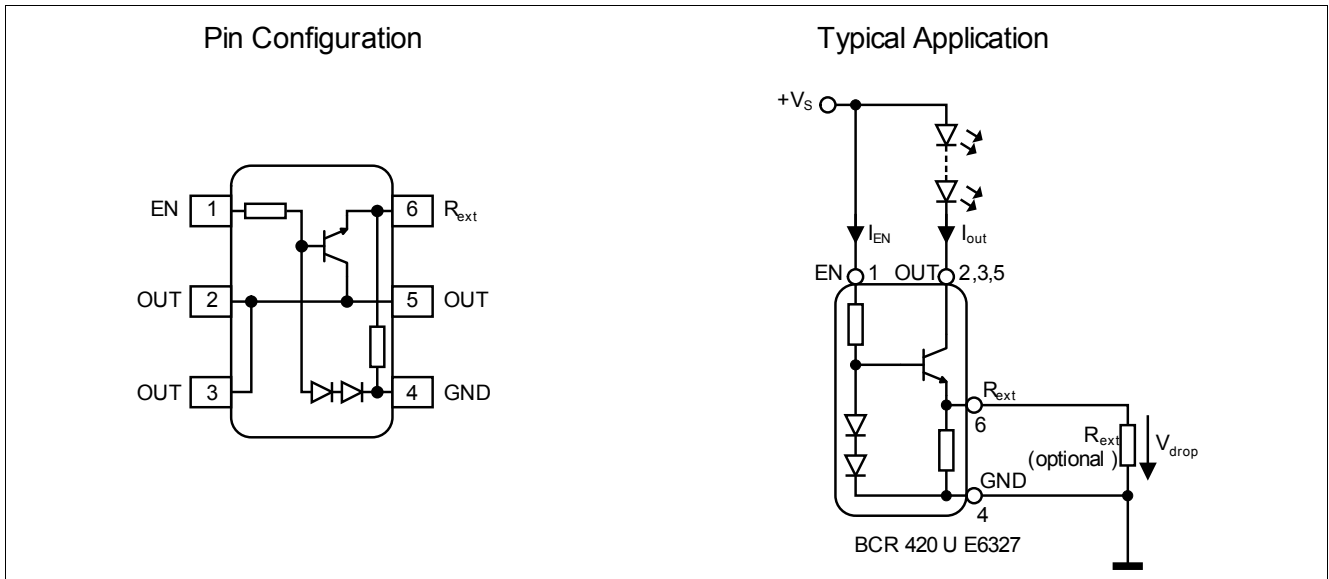 Pin Configuration
EN 1
6 Rext
OUT 2
5 OUT
OUT 3
4 GND
Typical Application
+VS
IEN
Iout
EN 1 OUT 2,3,5
Rext
6
Rext
(optional )
Vdrop
GND
4
BCR 420 U E6327